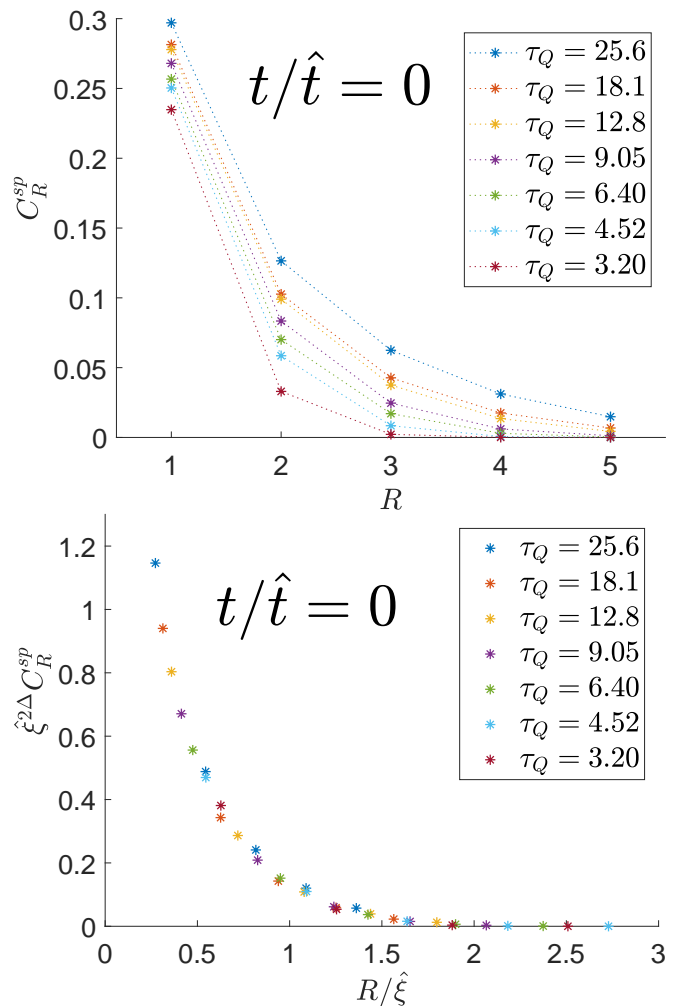 0.3
0.25
0.2
0.15
0.1
0.05
0
C_R^{sp}
t/t̂ = 0
τ_Q = 25.6
τ_Q = 18.1
τ_Q = 12.8
τ_Q = 9.05
τ_Q = 6.40
τ_Q = 4.52
τ_Q = 3.20
1 2 3 4 5
R
1.2
1
0.8
0.6
0.4
0.2
0
ξ̂^{2Δ}C_R^{sp}
t/t̂ = 0
τ_Q = 25.6
τ_Q = 18.1
τ_Q = 12.8
τ_Q = 9.05
τ_Q = 6.40
τ_Q = 4.52
τ_Q = 3.20
0 0.5 1 1.5 2 2.5 3
R/ξ̂